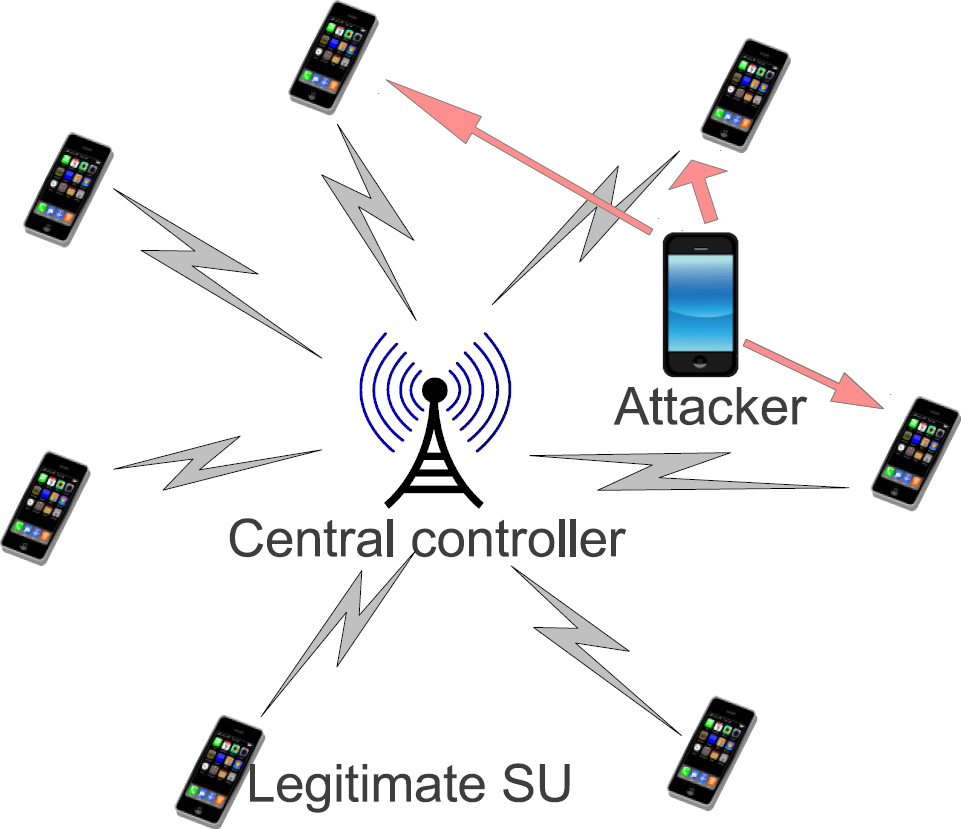 Attacker
Central controller
Legitimate SU